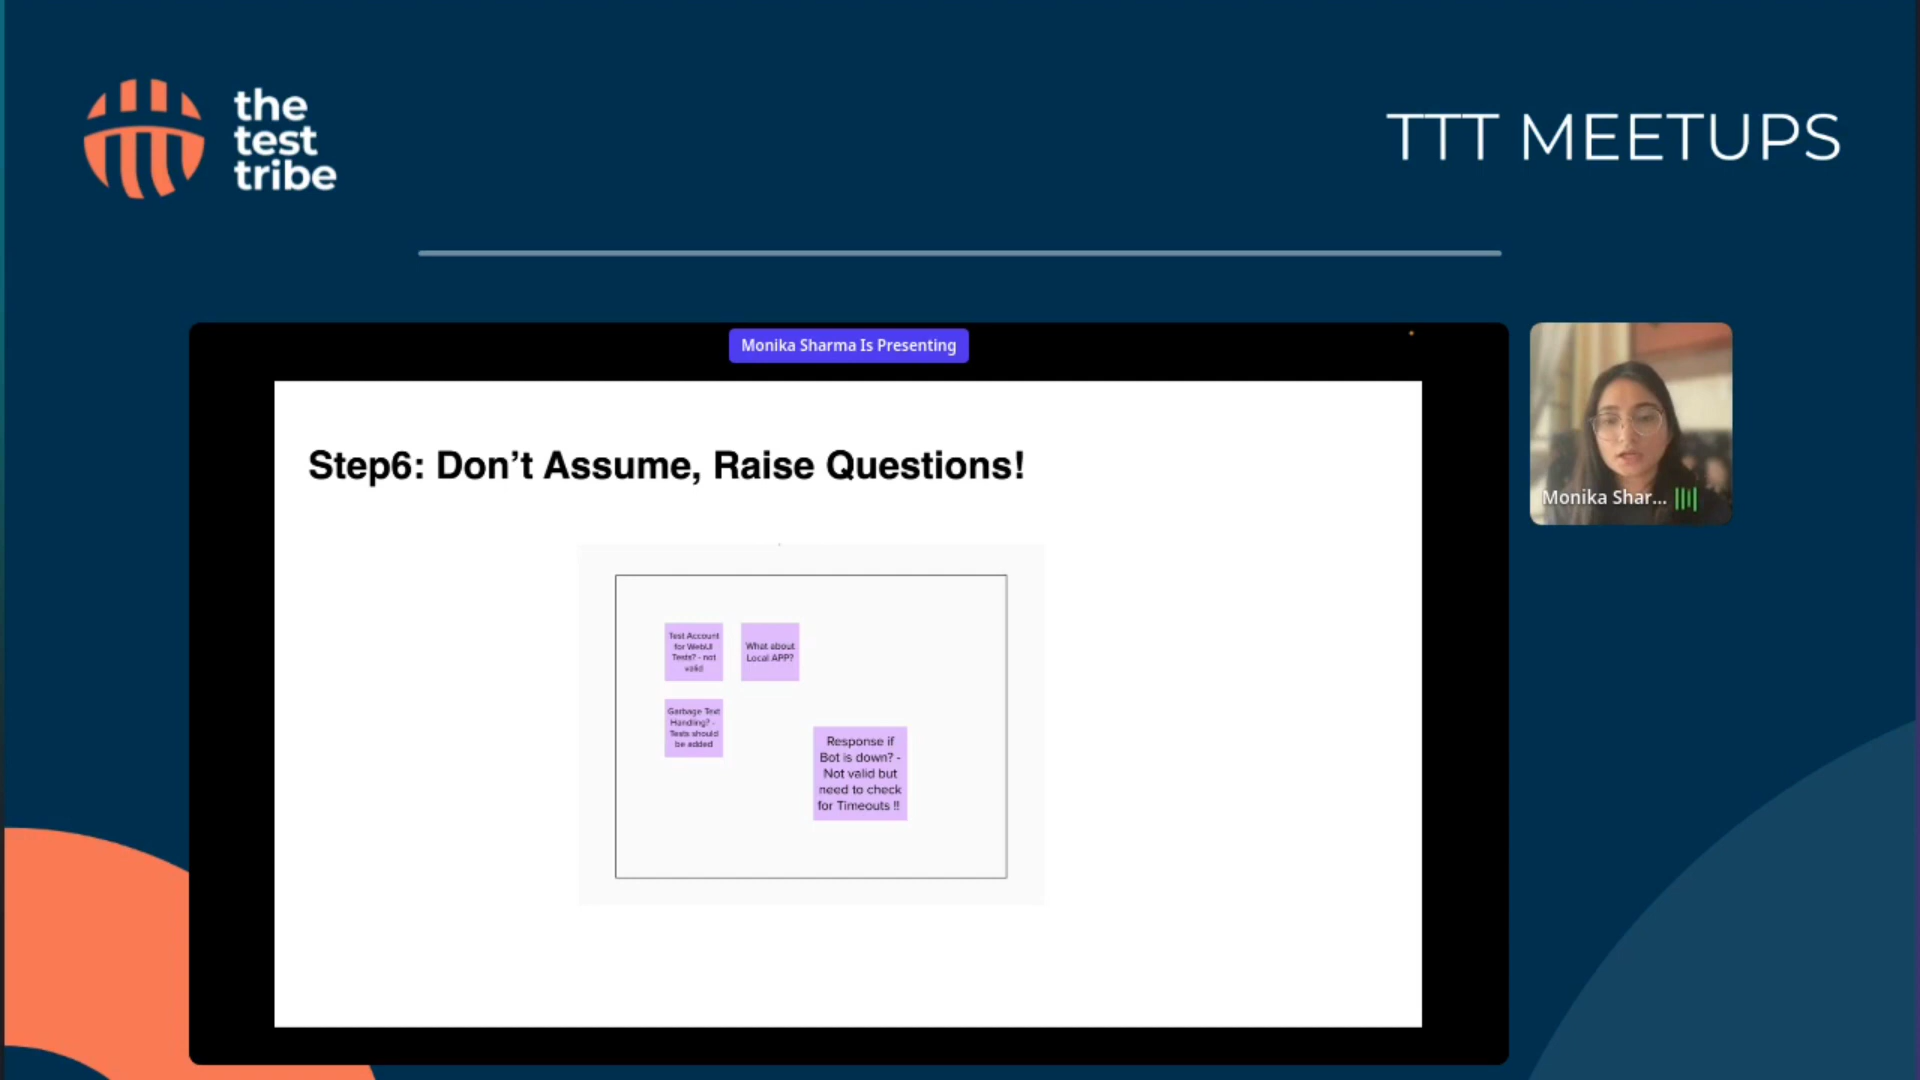 the
test
tribe
TTT MEETUPS
Monika Sharma Is Presenting
Monika Shar...
Step6: Don’t Assume, Raise Questions!
Test Account
for WebUI
Tests? - not
valid
What about
Local APP?
Garbage Text
Handling? -
Tests should
be added
Response if
Bot is down? -
Not valid but
need to check
for Timeouts !!